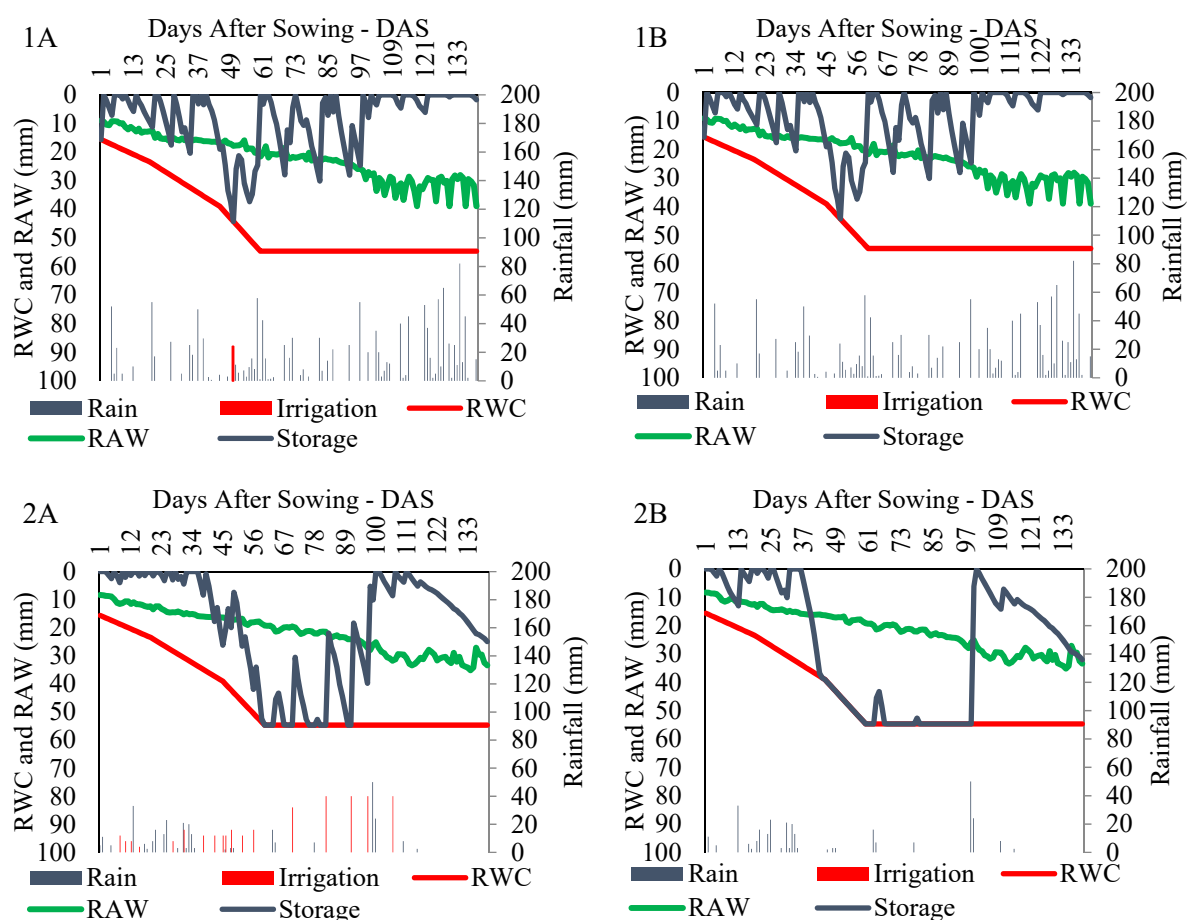 1A
Days After Sowing - DAS
1 13 25 37 49 61 73 85 97 109 121 133
RWC and RAW (mm)
0 10 20 30 40 50 60 70 80 90 100
200 180 160 140 120 100 80 60 40 20 0
Rainfall (mm)
Rain Irrigation RWC
RAW Storage
1B
Days After Sowing - DAS
1 12 23 34 45 56 67 78 89 100 111 122 133
RWC and RAW (mm)
0 10 20 30 40 50 60 70 80 90 100
200 180 160 140 120 100 80 60 40 20 0
Rainfall (mm)
Rain Irrigation RWC
RAW Storage
2A
Days After Sowing - DAS
1 12 23 34 45 56 67 78 89 100 111 122 133
RWC and RAW (mm)
0 10 20 30 40 50 60 70 80 90 100
200 180 160 140 120 100 80 60 40 20 0
Rainfall (mm)
Rain Irrigation RWC
RAW Storage
2B
Days After Sowing - DAS
1 13 25 37 49 61 73 85 97 109 121 133
RWC and RAW (mm)
0 10 20 30 40 50 60 70 80 90 100
200 180 160 140 120 100 80 60 40 20 0
Rainfall (mm)
Rain Irrigation RWC
RAW Storage